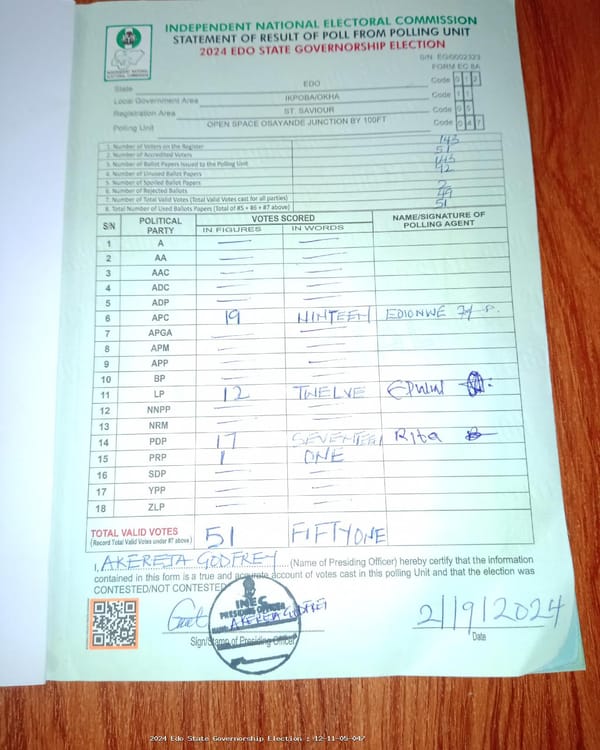 INDEPENDENT NATIONAL ELECTORAL COMMISSION
STATEMENT OF RESULT OF POLL FROM POLLING UNIT
2024 EDO STATE GOVERNORSHIP ELECTION
S/N EG/0002323
FORM EC 8A
State EDO Code 0 1 2
Local Government Area IKPOBA/OKHA Code 1 1
Registration Area ST. SAVIOUR Code 0 5
Polling Unit OPEN SPACE OSAYANDE JUNCTION BY 100FT Code 0 4 7
1. Number of Voters on the Register 143
2. Number of Accredited Voters 51
3. Number of Ballot Papers Issued to the Polling Unit 143
4. Number of Unused Ballot Papers 92
5. Number of Spoiled Ballot Papers
6. Number of Rejected Ballots 2
7. Number of Total Valid Votes (Total Valid Votes cast for all parties) 49
8. Total Number of Used Ballots Papers (Total of #5 + #6 + #7 above) 51
S/N POLITICAL PARTY VOTES SCORED NAME/SIGNATURE OF POLLING AGENT
IN FIGURES IN WORDS
1 A
2 AA
3 AAC
4 ADC
5 ADP
6 APC 19 NINTEEN EDIONWE
7 APGA
8 APM
9 APP
10 BP
11 LP 12 TWELVE
12 NNPP
13 NRM
14 PDP 17 SEVENTEEN Rita
15 PRP 1 ONE
16 SDP
17 YPP
18 ZLP
TOTAL VALID VOTES 51 FIFTYONE
(Record Total Valid Votes under #7 above)
I, AKERETA GODFREY (Name of Presiding Officer) hereby certify that the information
contained in this form is a true and accurate account of votes cast in this polling Unit and that the election was
CONTESTED/NOT CONTESTED
INEC
PRESIDING OFFICER
AKERETA GODFREY
2/9/2024
Sign/Stamp of Presiding Officer Date
2024 Edo State Governorship Election : 12-11-05-047